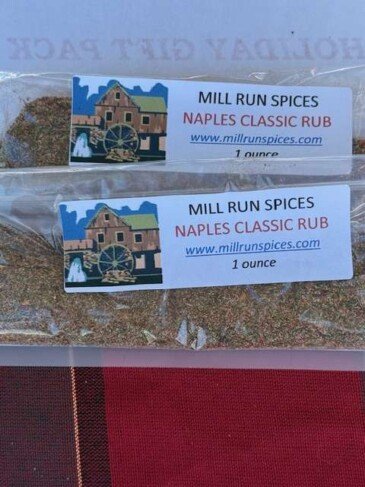 HOLIDAY GIFT PACK
MILL RUN SPICES
NAPLES CLASSIC RUB
www.millrunspices.com
1 ounce
MILL RUN SPICES
NAPLES CLASSIC RUB
www.millrunspices.com
1 ounce